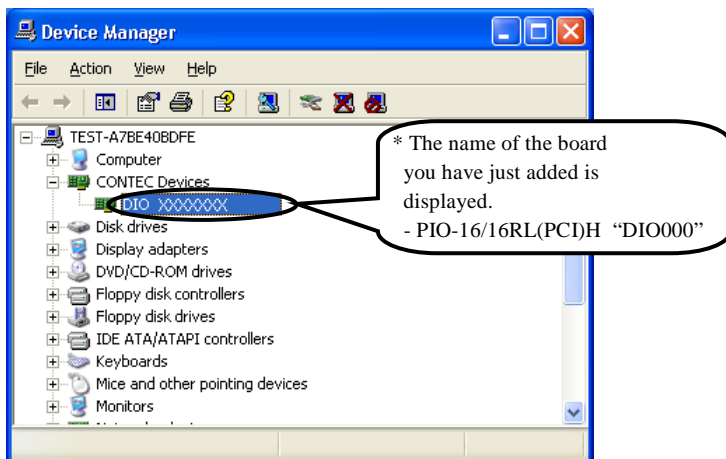 Device Manager
File Action View Help
TEST-A7BE40BDFE
Computer
CONTEC Devices
DIO XXXXXXX
Disk drives
Display adapters
DVD/CD-ROM drives
Floppy disk controllers
Floppy disk drives
IDE ATA/ATAPI controllers
Keyboards
Mice and other pointing devices
Monitors
* The name of the board
you have just added is
displayed.
- PIO-16/16RL(PCI)H “DIO000”